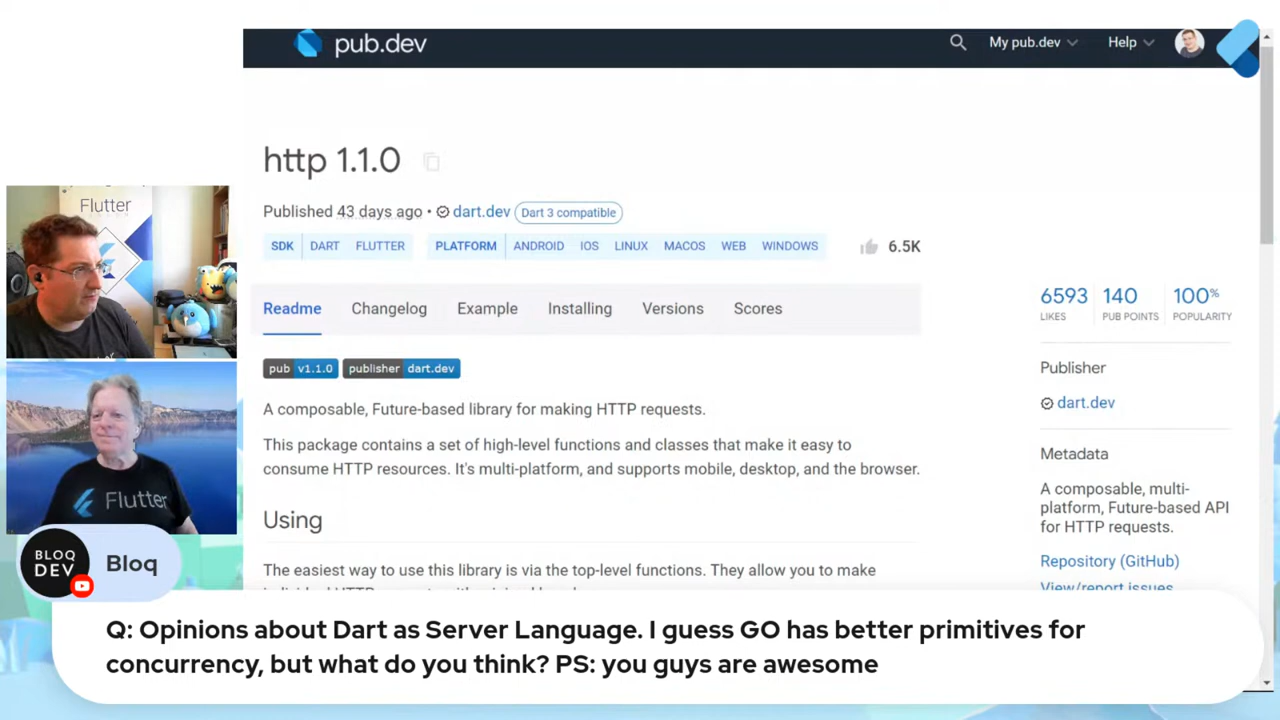 pub.dev
My pub.dev
Help
http 1.1.0
Published 43 days ago • dart.dev Dart 3 compatible
SDK DART FLUTTER PLATFORM ANDROID IOS LINUX MACOS WEB WINDOWS 6.5K
Readme Changelog Example Installing Versions Scores
pub v1.1.0 publisher dart.dev
A composable, Future-based library for making HTTP requests.
This package contains a set of high-level functions and classes that make it easy to
consume HTTP resources. It's multi-platform, and supports mobile, desktop, and the browser.
Using
The easiest way to use this library is via the top-level functions. They allow you to make
6593 140 100%
LIKES PUB POINTS POPULARITY
Publisher
dart.dev
Metadata
A composable, multi-
platform, Future-based API
for HTTP requests.
Repository (GitHub)
View/report issues
Flutter
Flutter
BLOQ
DEV
Bloq
Q: Opinions about Dart as Server Language. I guess GO has better primitives for
concurrency, but what do you think? PS: you guys are awesome